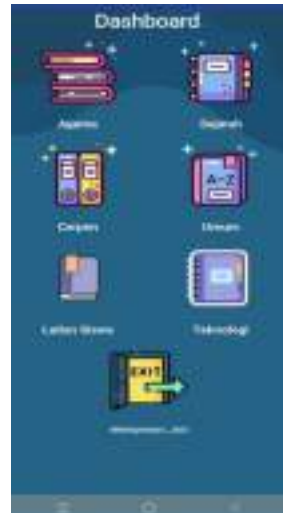 Dashboard
Agama
Sejarah
Cerpen
Umum
A-Z
Teknologi
EXIT